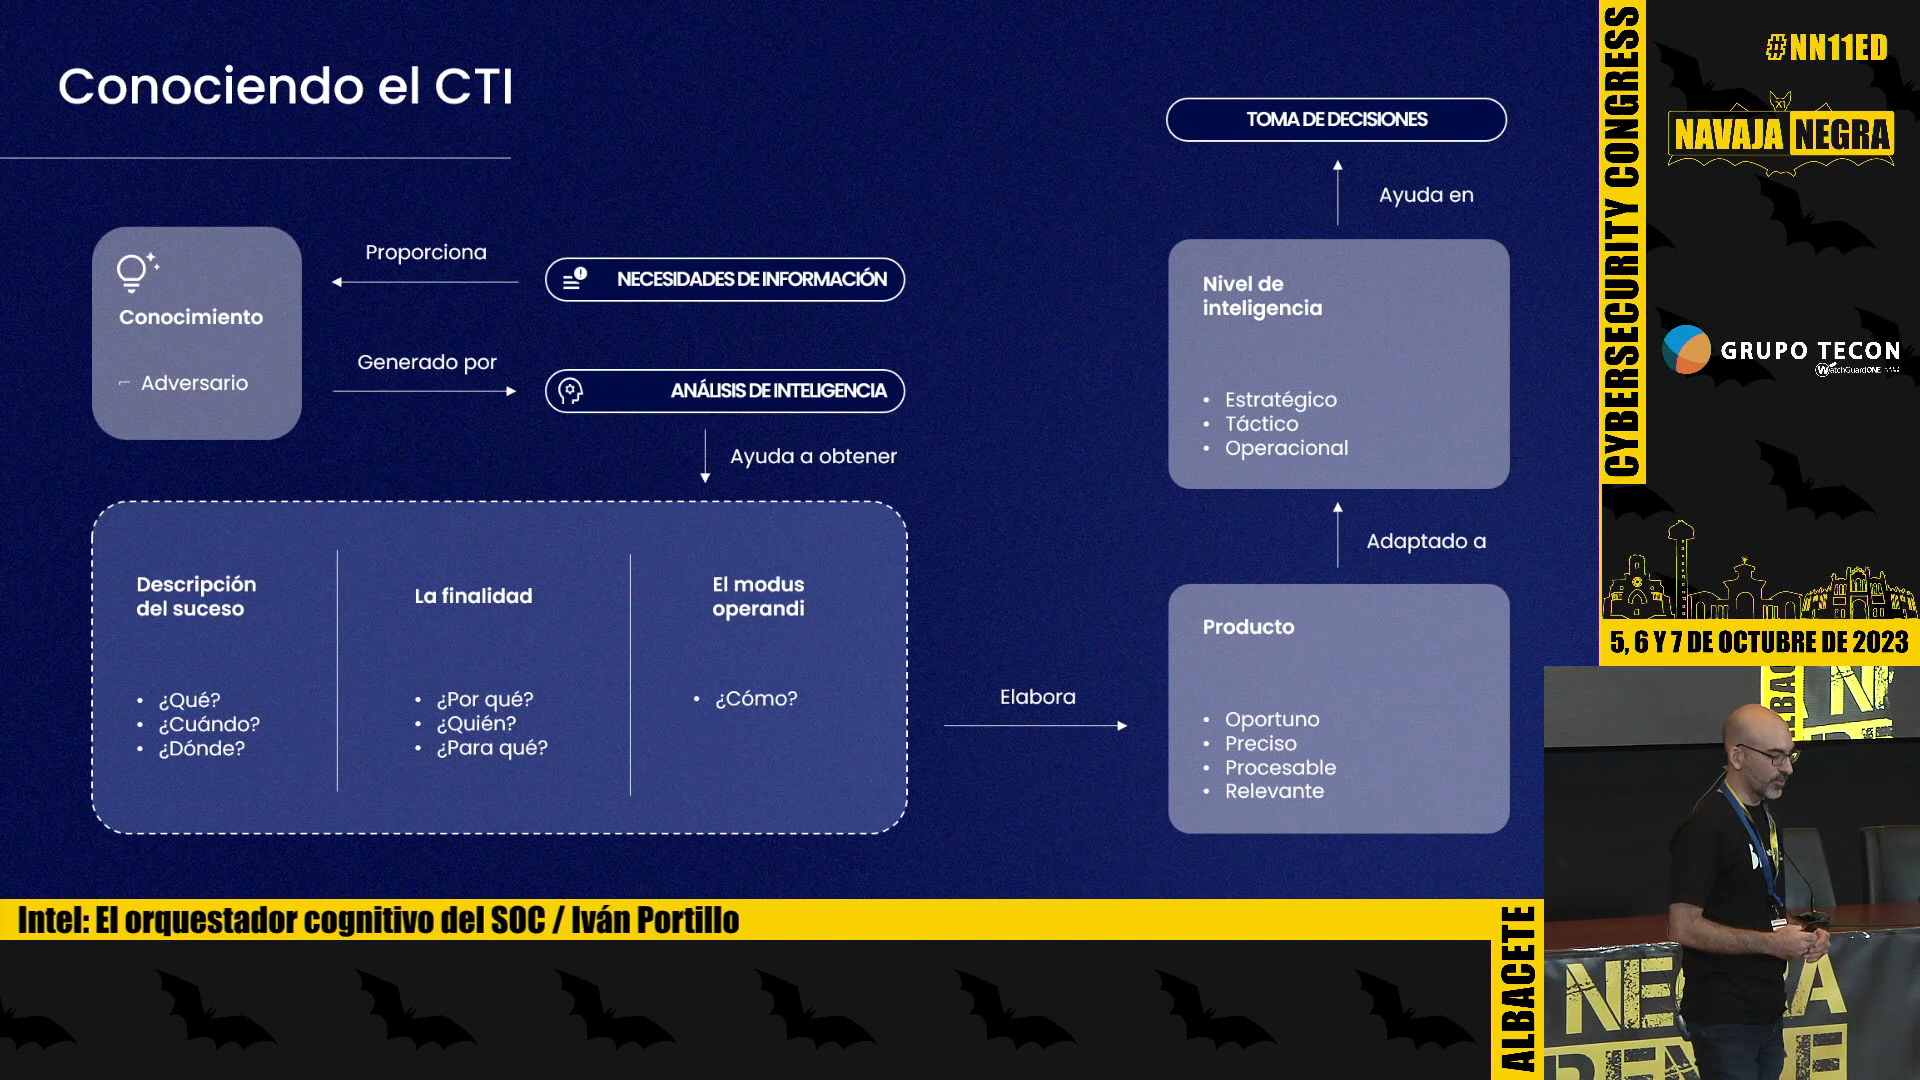 Conociendo el CTI
Conocimiento
Adversario
Proporciona
NECESIDADES DE INFORMACIÓN
Generado por
ANÁLISIS DE INTELIGENCIA
Ayuda a obtener
Descripción
del suceso
• ¿Qué?
• ¿Cuándo?
• ¿Dónde?
La finalidad
• ¿Por qué?
• ¿Quién?
• ¿Para qué?
El modus
operandi
• ¿Cómo?
Elabora
Producto
• Oportuno
• Preciso
• Procesable
• Relevante
Adaptado a
Nivel de
inteligencia
• Estratégico
• Táctico
• Operacional
Ayuda en
TOMA DE DECISIONES
CYBERSECURITY CONGRESS
#NN11ED
XI
NAVAJA NEGRA
GRUPO TECON
WatchGuardONE
5, 6 Y 7 DE OCTUBRE DE 2023
Intel: El orquestador cognitivo del SOC / Iván Portillo
ALBACETE